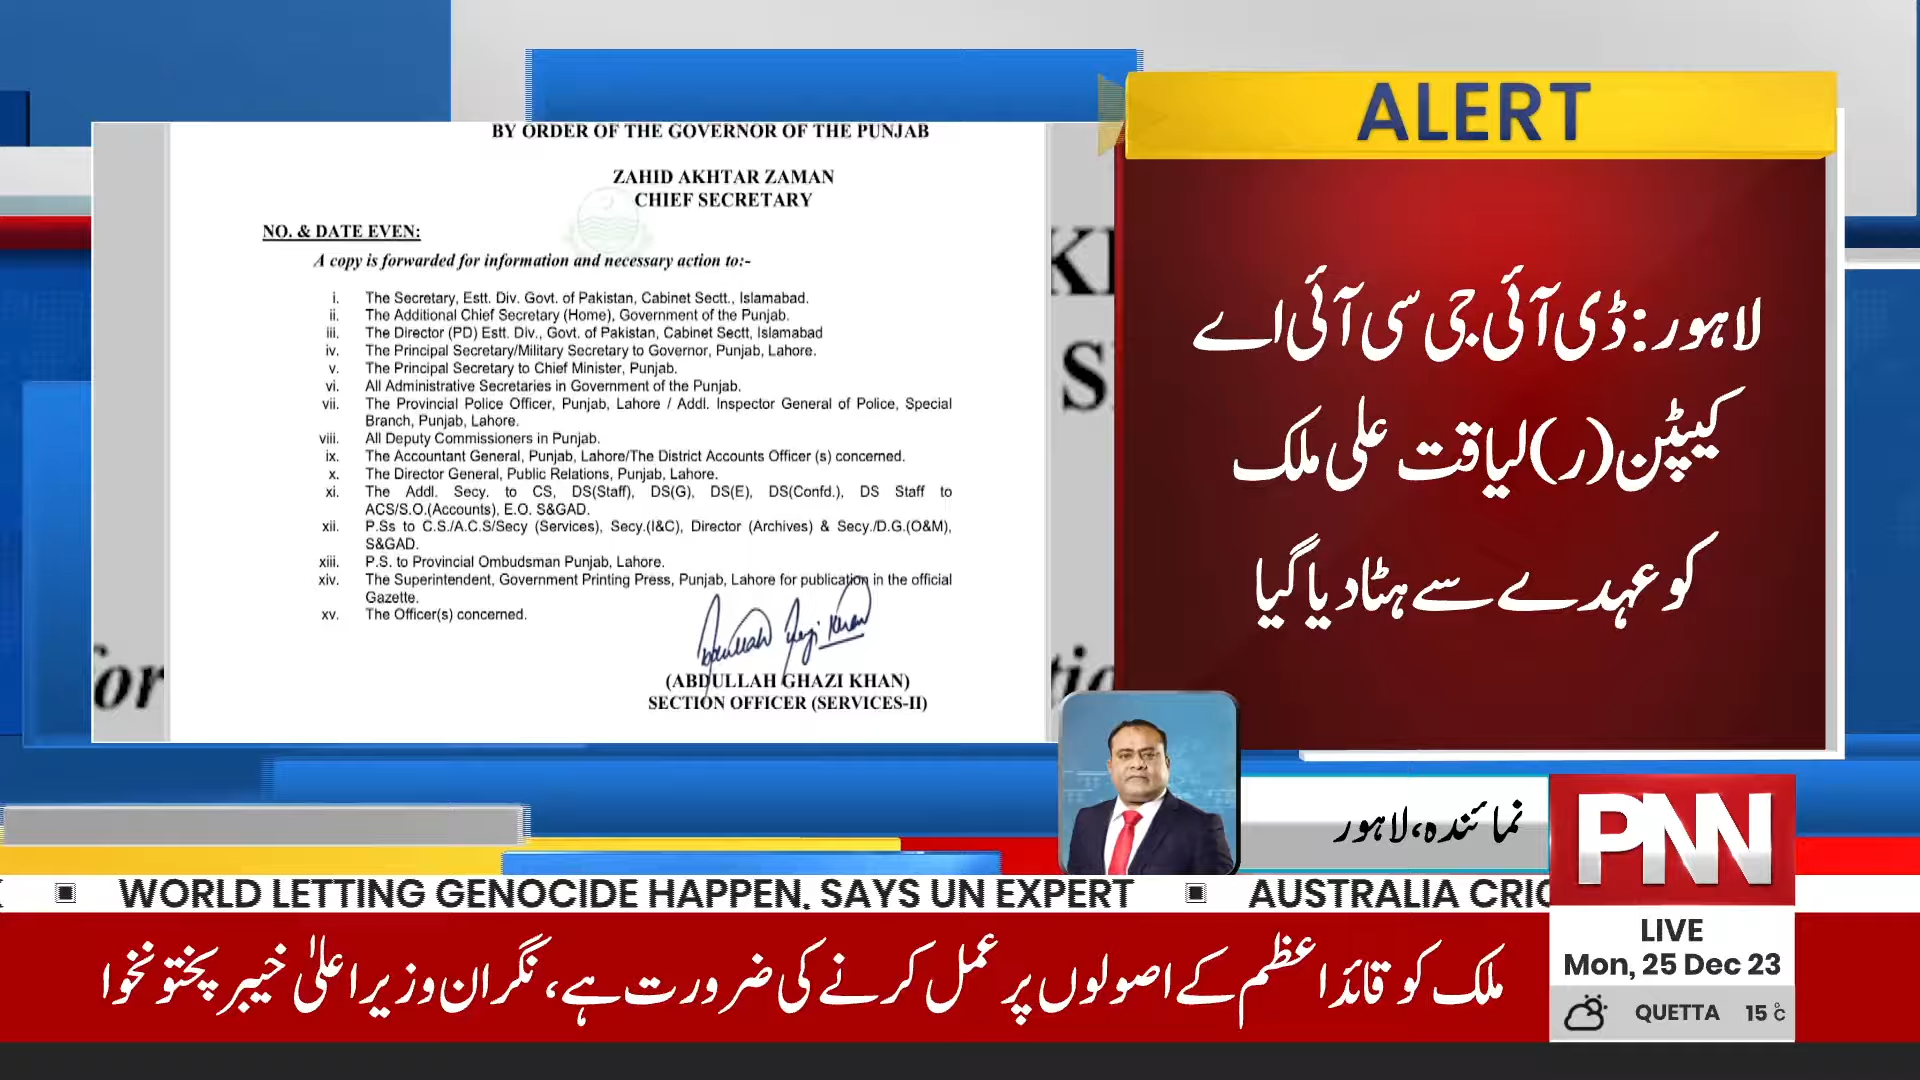 BY ORDER OF THE GOVERNOR OF THE PUNJAB
ZAHID AKHTAR ZAMAN
CHIEF SECRETARY
NO. & DATE EVEN:
A copy is forwarded for information and necessary action to:-
i. The Secretary, Estt. Div. Govt. of Pakistan, Cabinet Sectt., Islamabad.
ii. The Additional Chief Secretary (Home), Government of the Punjab.
iii. The Director (PD) Estt. Div., Govt. of Pakistan, Cabinet Sectt, Islamabad
iv. The Principal Secretary/Military Secretary to Governor, Punjab, Lahore.
v. The Principal Secretary to Chief Minister, Punjab.
vi. All Administrative Secretaries in Government of the Punjab.
vii. The Provincial Police Officer, Punjab, Lahore / Addl. Inspector General of Police, Special
Branch, Punjab, Lahore.
viii. All Deputy Commissioners in Punjab.
ix. The Accountant General, Punjab, Lahore/The District Accounts Officer (s) concerned.
x. The Director General, Public Relations, Punjab, Lahore.
xi. The Addl. Secy. to CS, DS(Staff), DS(G), DS(E), DS(Confd.), DS Staff to
ACS/S.O.(Accounts), E.O. S&GAD.
xii. P.Ss to C.S./A.C.S/Secy (Services), Secy.(I&C), Director (Archives) & Secy./D.G.(O&M),
S&GAD.
xiii. P.S. to Provincial Ombudsman Punjab, Lahore.
xiv. The Superintendent, Government Printing Press, Punjab, Lahore for publication in the official
Gazette.
xv. The Officer(s) concerned.
(ABDULLAH GHAZI KHAN)
SECTION OFFICER (SERVICES-II)
ALERT
لاہور:ڈی آئی جی سی آئی اے
کیپٹن(ر)لیاقت علی ملک
کو عہدے سے ہٹادیا گیا
نمائندہ،لاہور
PNN
WORLD LETTING GENOCIDE HAPPEN, SAYS UN EXPERT
AUSTRALIA CRIC
LIVE
Mon, 25 Dec 23
QUETTA 15°C
ملک کو قائداعظم کے اصولوں پر عمل کرنے کی ضرورت ہے، نگران وزیراعلیٰ خیبر پختونخوا